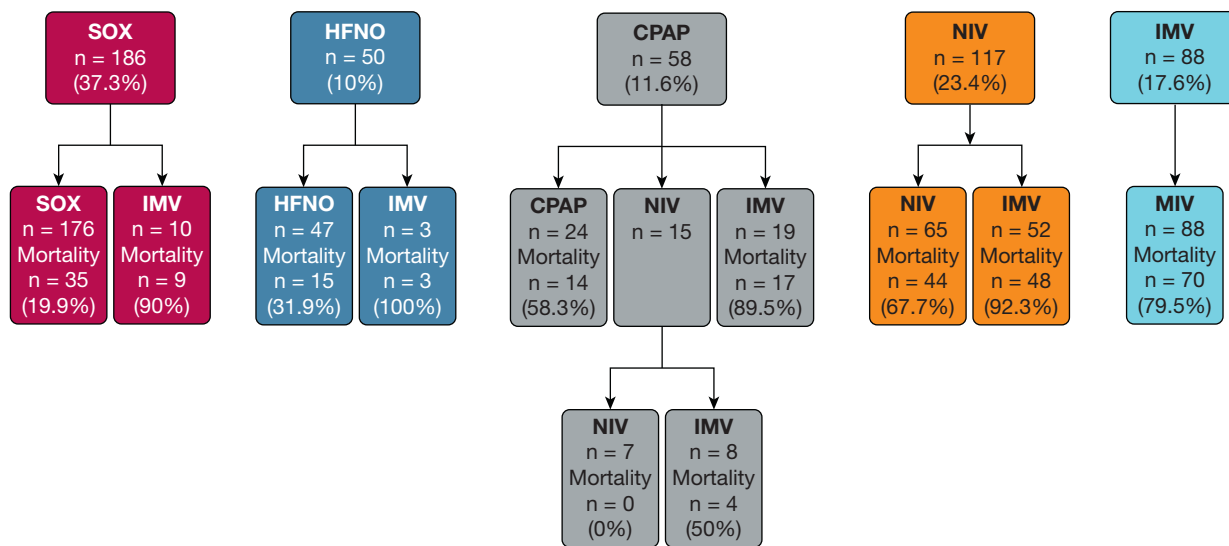 SOX
n = 186
(37.3%)
HFNO
n = 50
(10%)
CPAP
n = 58
(11.6%)
NIV
n = 117
(23.4%)
IMV
n = 88
(17.6%)
SOX
n = 176
Mortality
n = 35
(19.9%)
IMV
n = 10
Mortality
n = 9
(90%)
HFNO
n = 47
Mortality
n = 15
(31.9%)
IMV
n = 3
Mortality
n = 3
(100%)
CPAP
n = 24
Mortality
n = 14
(58.3%)
NIV
n = 15
IMV
n = 19
Mortality
n = 17
(89.5%)
NIV
n = 65
Mortality
n = 44
(67.7%)
IMV
n = 52
Mortality
n = 48
(92.3%)
MIV
n = 88
Mortality
n = 70
(79.5%)
NIV
n = 7
Mortality
n = 0
(0%)
IMV
n = 8
Mortality
n = 4
(50%)